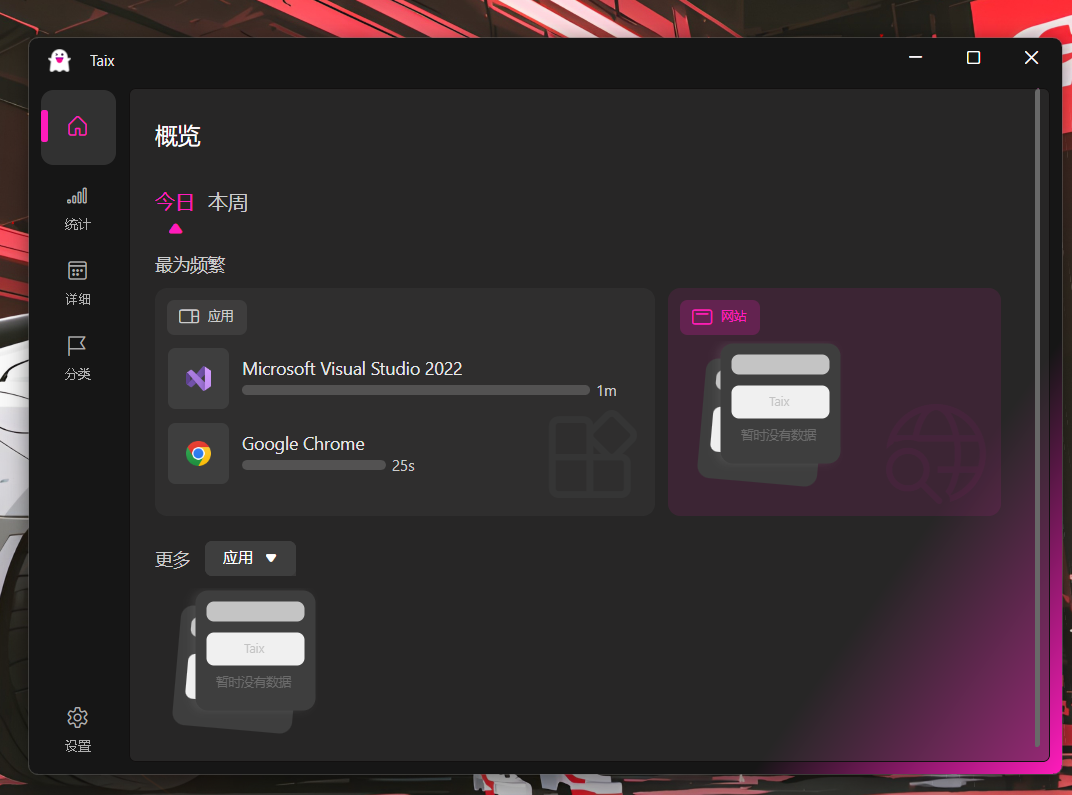 Taix
概览
今日 本周
最为频繁
应用
Microsoft Visual Studio 2022
1m
Google Chrome
25s
网站
Taix
暂时没有数据
更多 应用
Taix
暂时没有数据
统计
详细
分类
设置